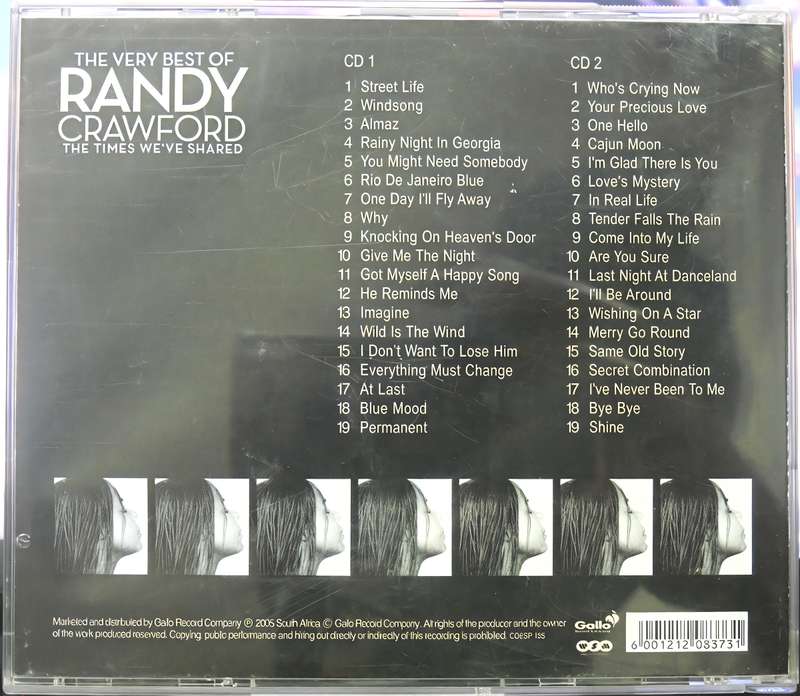 THE VERY BEST OF
RANDY
CRAWFORD
THE TIMES WE'VE SHARED
CD 1
1 Street Life
2 Windsong
3 Almaz
4 Rainy Night In Georgia
5 You Might Need Somebody
6 Rio De Janeiro Blue
7 One Day I'll Fly Away
8 Why
9 Knocking On Heaven's Door
10 Give Me The Night
11 Got Myself A Happy Song
12 He Reminds Me
13 Imagine
14 Wild Is The Wind
15 I Don't Want To Lose Him
16 Everything Must Change
17 At Last
18 Blue Mood
19 Permanent
CD 2
1 Who's Crying Now
2 Your Precious Love
3 One Hello
4 Cajun Moon
5 I'm Glad There Is You
6 Love's Mystery
7 In Real Life
8 Tender Falls The Rain
9 Come Into My Life
10 Are You Sure
11 Last Night At Danceland
12 I'll Be Around
13 Wishing On A Star
14 Merry Go Round
15 Same Old Story
16 Secret Combination
17 I've Never Been To Me
18 Bye Bye
19 Shine
Marketed and distributed by Gallo Record Company ℗ 2005 South Africa © Gallo Record Company. All rights of the producer and the owner
of the work produced reserved. Copying, public performance and hiring out directly or indirectly of this recording is prohibited.
Gallo
wsm
6 001212 083731